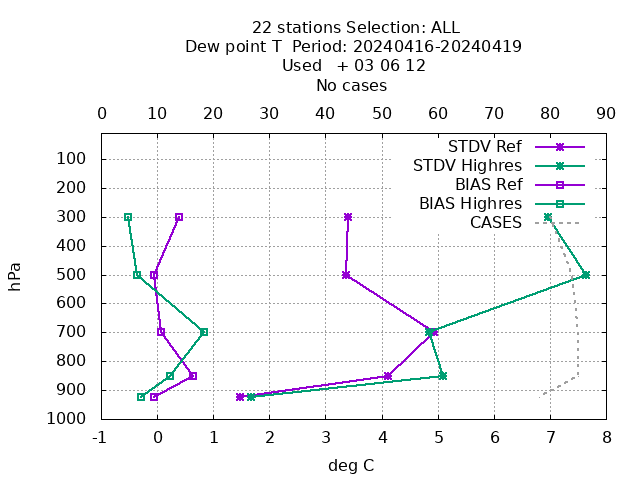 22 stations Selection: ALL
Dew point T  Period: 20240416-20240419
Used   + 03 06 12
No cases
0 10 20 30 40 50 60 70 80 90
STDV Ref
STDV Highres
BIAS Ref
BIAS Highres
CASES
100
200
300
400
500
600
700
800
900
1000
hPa
-1 0 1 2 3 4 5 6 7 8
deg C